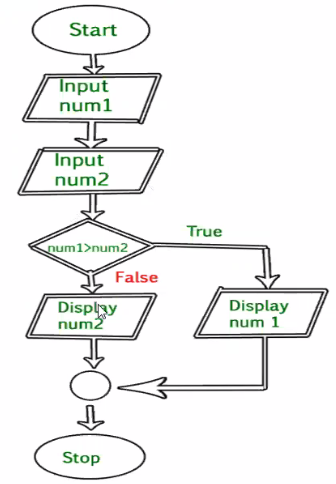 Start
Input
num1
Input
num2
num1>num2
True
False
Display
num2
Display
num 1
Stop